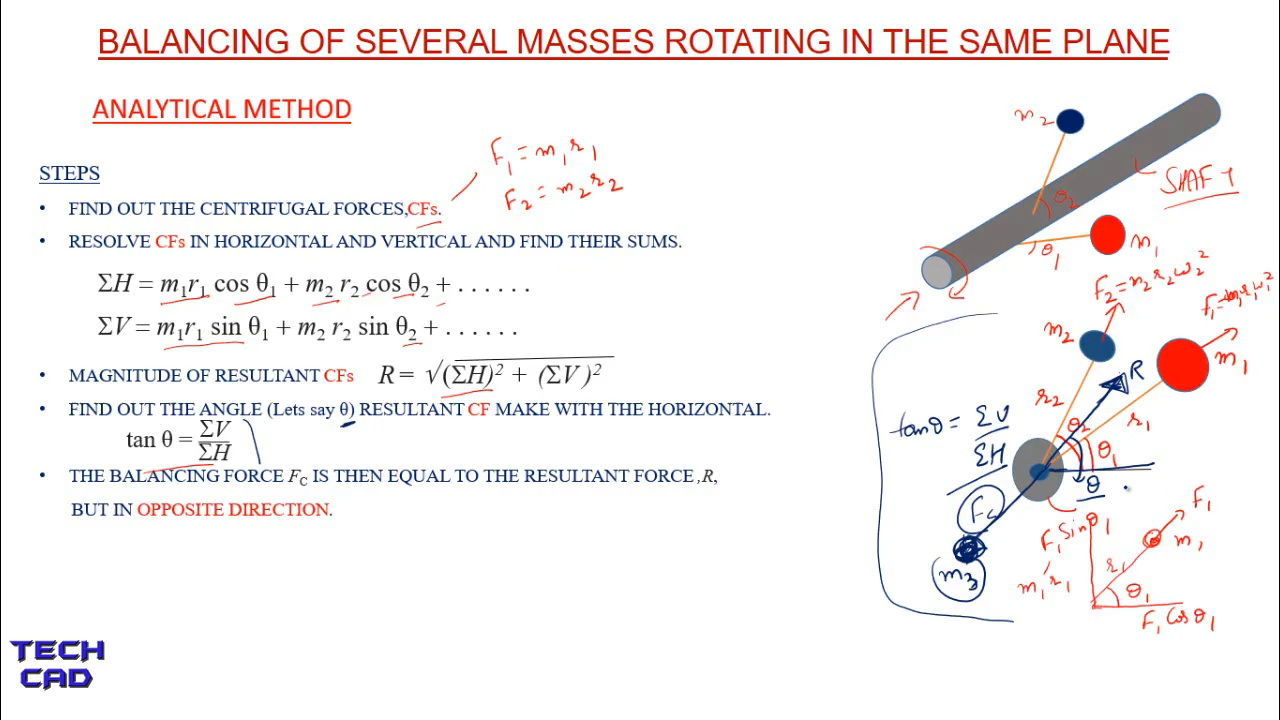 BALANCING OF SEVERAL MASSES ROTATING IN THE SAME PLANE
ANALYTICAL METHOD
STEPS
F₁ = m₁r₁
F₂ = m₂r₂
• FIND OUT THE CENTRIFUGAL FORCES,CFs.
• RESOLVE CFs IN HORIZONTAL AND VERTICAL AND FIND THEIR SUMS.
ΣH = m₁r₁ cos θ₁ + m₂ r₂ cos θ₂ + . . . . . .
ΣV = m₁r₁ sin θ₁ + m₂ r₂ sin θ₂ + . . . . . .
• MAGNITUDE OF RESULTANT CFs R = √(ΣH)² + (ΣV)²
• FIND OUT THE ANGLE (Lets say θ) RESULTANT CF MAKE WITH THE HORIZONTAL.
tan θ = ΣV
ΣH
• THE BALANCING FORCE F_C IS THEN EQUAL TO THE RESULTANT FORCE ,R,
BUT IN OPPOSITE DIRECTION.
TECH
CAD
m₂
SHAFT
θ₂
m₁
θ₁
F₂ = m₂r₂ω₂²
F₁ = m₁r₁ω₁²
m₂
m₁
R
r₂
r₁
θ₂
θ₁
tanθ = ΣV
ΣH
θ
F_C
m₃
F₁ Sinθ₁
F₁
m₁
m₁r₁
r₁
θ₁
F₁ Cosθ₁